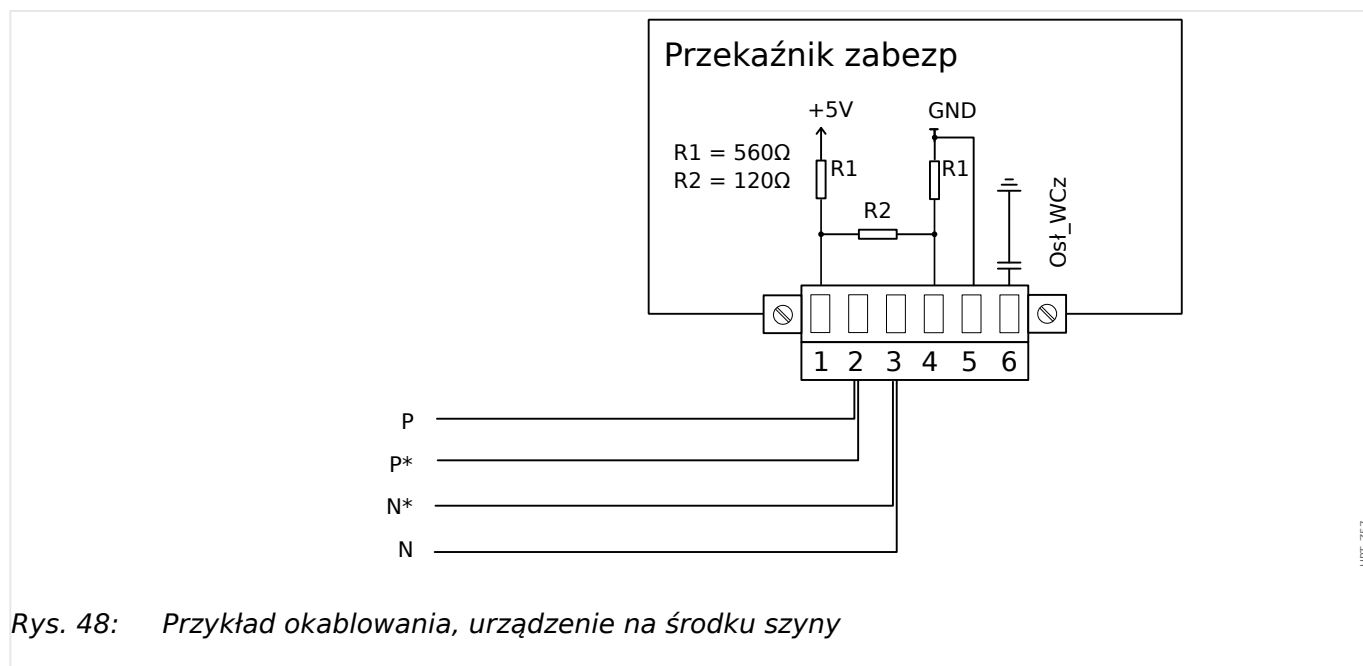 Przekaźnik zabezp
+5V
GND
R1 = 560Ω
R2 = 120Ω
R1
R1
R2
Osł_WCz
1 2 3 4 5 6
P
P*
N*
N
Rys. 48: Przykład okablowania, urządzenie na środku szyny